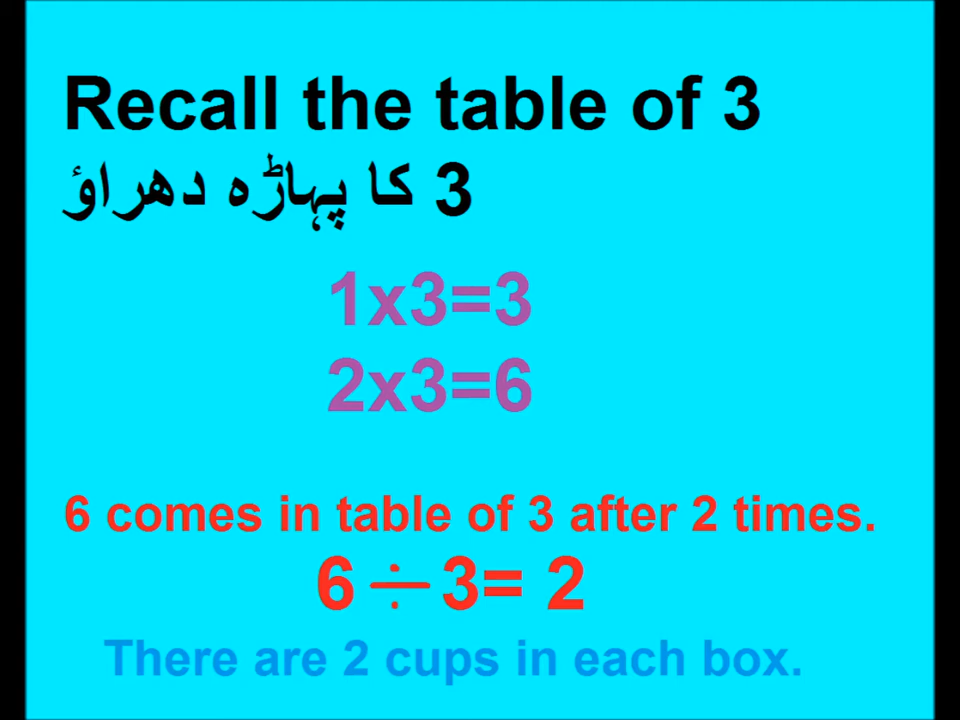 Recall the table of 3
3 کا پہاڑہ دھراؤ
1x3=3
2x3=6
6 comes in table of 3 after 2 times.
6÷3= 2
There are 2 cups in each box.